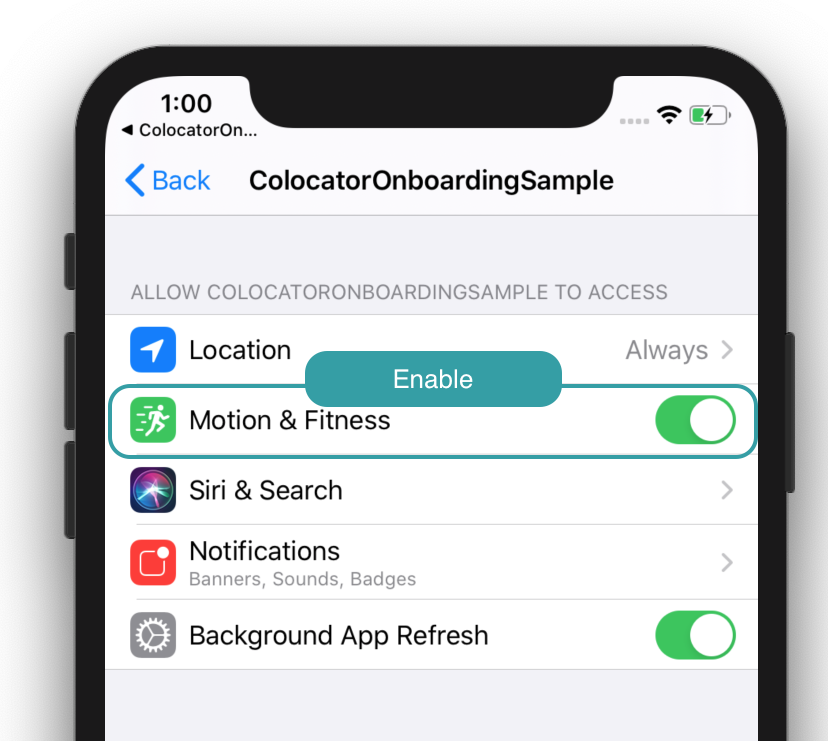 1:00
◀ ColocatorOn...
Back
ColocatorOnboardingSample
ALLOW COLOCATORONBOARDINGSAMPLE TO ACCESS
Location
Always
Enable
Motion & Fitness
Siri & Search
Notifications
Banners, Sounds, Badges
Background App Refresh